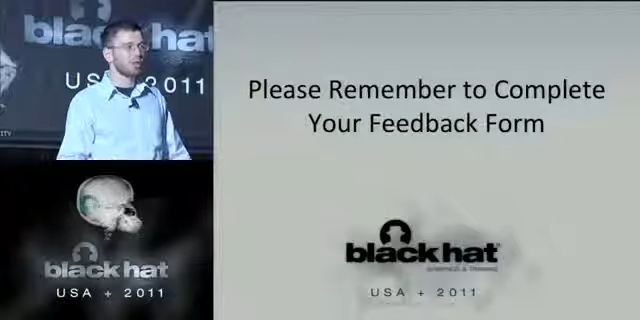 black hat
USA 2011
ITY
black hat
USA + 2011
Please Remember to Complete
Your Feedback Form
black hat
USA + 2011